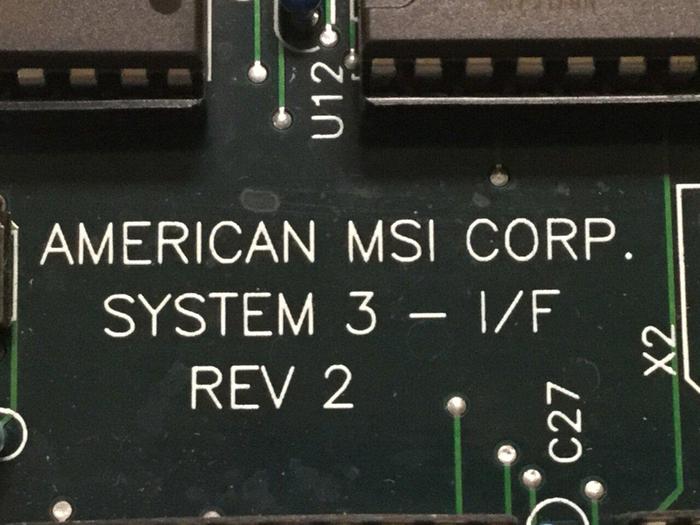 U12
AMERICAN MSI CORP.
SYSTEM 3 - I/F
REV 2
X2
C27